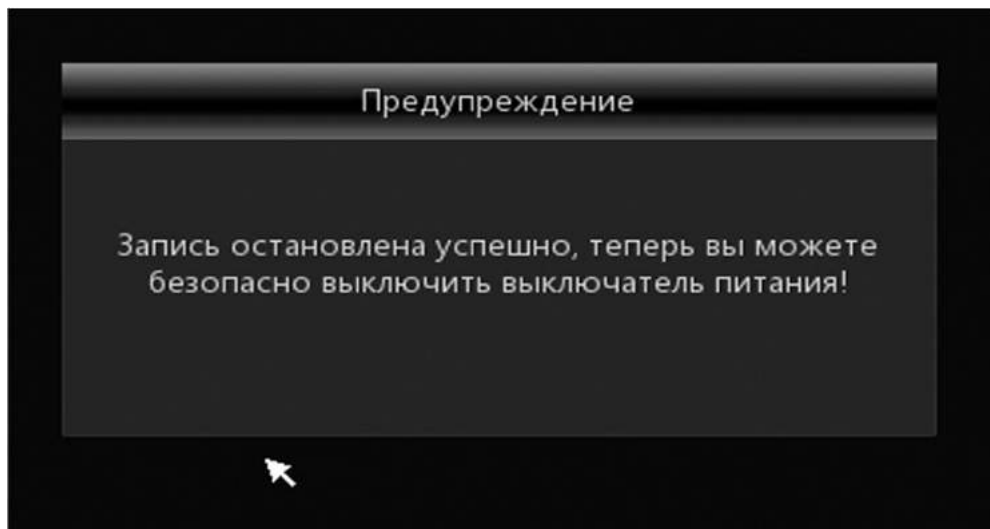 Предупреждение
Запись остановлена успешно, теперь вы можете
безопасно выключить выключатель питания!